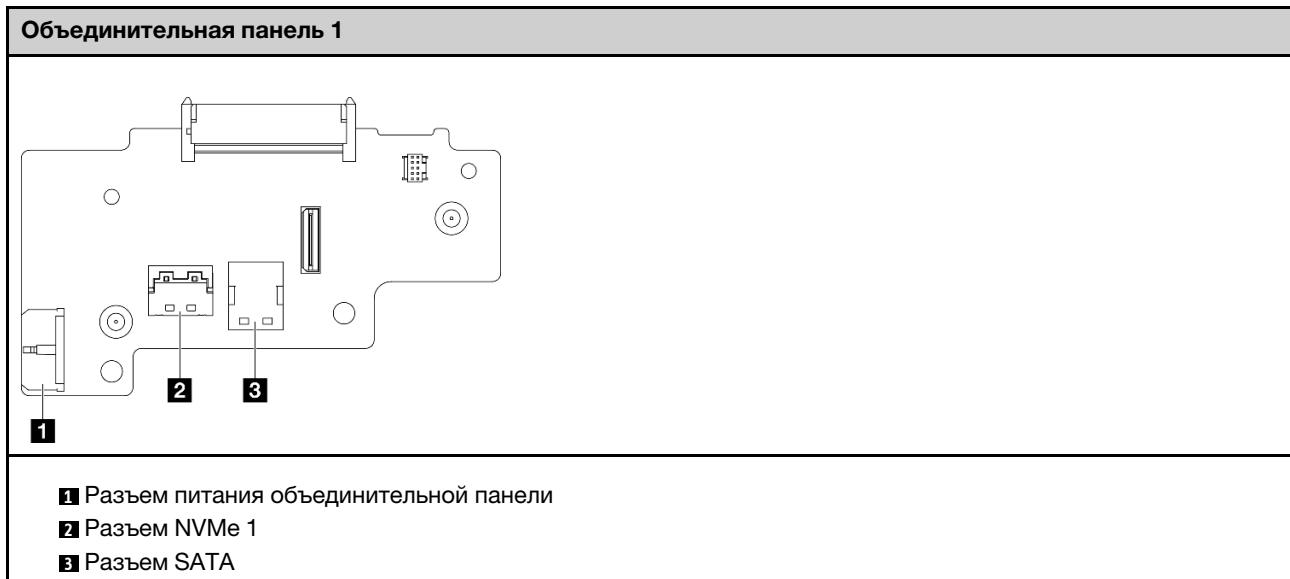 Объединительная панель 1
2
3
1
1 Разъем питания объединительной панели
2 Разъем NVMe 1
3 Разъем SATA